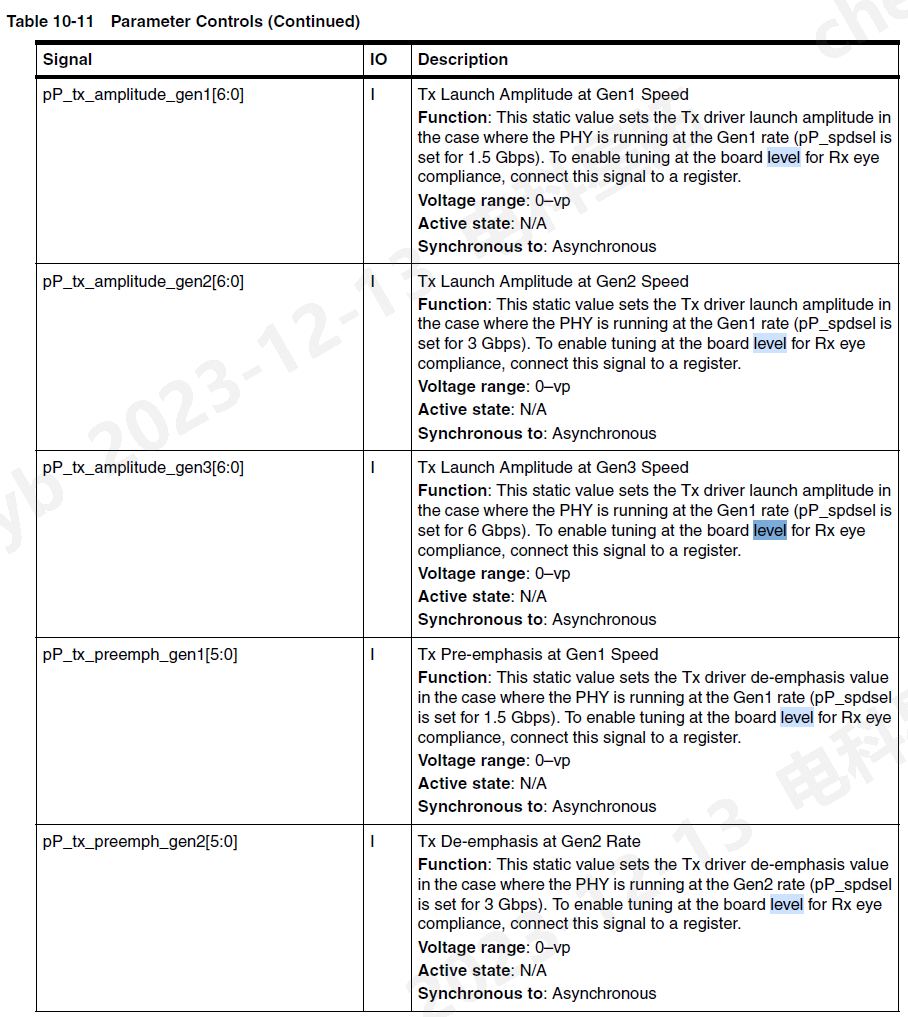 Table 10-11 Parameter Controls (Continued)
Signal IO Description
pP_tx_amplitude_gen1[6:0] I Tx Launch Amplitude at Gen1 Speed
Function: This static value sets the Tx driver launch amplitude in
the case where the PHY is running at the Gen1 rate (pP_spdsel is
set for 1.5 Gbps). To enable tuning at the board level for Rx eye
compliance, connect this signal to a register.
Voltage range: 0–vp
Active state: N/A
Synchronous to: Asynchronous
pP_tx_amplitude_gen2[6:0] I Tx Launch Amplitude at Gen2 Speed
Function: This static value sets the Tx driver launch amplitude in
the case where the PHY is running at the Gen1 rate (pP_spdsel is
set for 3 Gbps). To enable tuning at the board level for Rx eye
compliance, connect this signal to a register.
Voltage range: 0–vp
Active state: N/A
Synchronous to: Asynchronous
pP_tx_amplitude_gen3[6:0] I Tx Launch Amplitude at Gen3 Speed
Function: This static value sets the Tx driver launch amplitude in
the case where the PHY is running at the Gen1 rate (pP_spdsel is
set for 6 Gbps). To enable tuning at the board level for Rx eye
compliance, connect this signal to a register.
Voltage range: 0–vp
Active state: N/A
Synchronous to: Asynchronous
pP_tx_preemph_gen1[5:0] I Tx Pre-emphasis at Gen1 Speed
Function: This static value sets the Tx driver de-emphasis value
in the case where the PHY is running at the Gen1 rate (pP_spdsel
is set for 1.5 Gbps). To enable tuning at the board level for Rx eye
compliance, connect this signal to a register.
Voltage range: 0–vp
Active state: N/A
Synchronous to: Asynchronous
pP_tx_preemph_gen2[5:0] I Tx De-emphasis at Gen2 Rate
Function: This static value sets the Tx driver de-emphasis value
in the case where the PHY is running at the Gen2 rate (pP_spdsel
is set for 3 Gbps). To enable tuning at the board level for Rx eye
compliance, connect this signal to a register.
Voltage range: 0–vp
Active state: N/A
Synchronous to: Asynchronous
che
yb 2023-12-13 电科
2023-12-13 电科